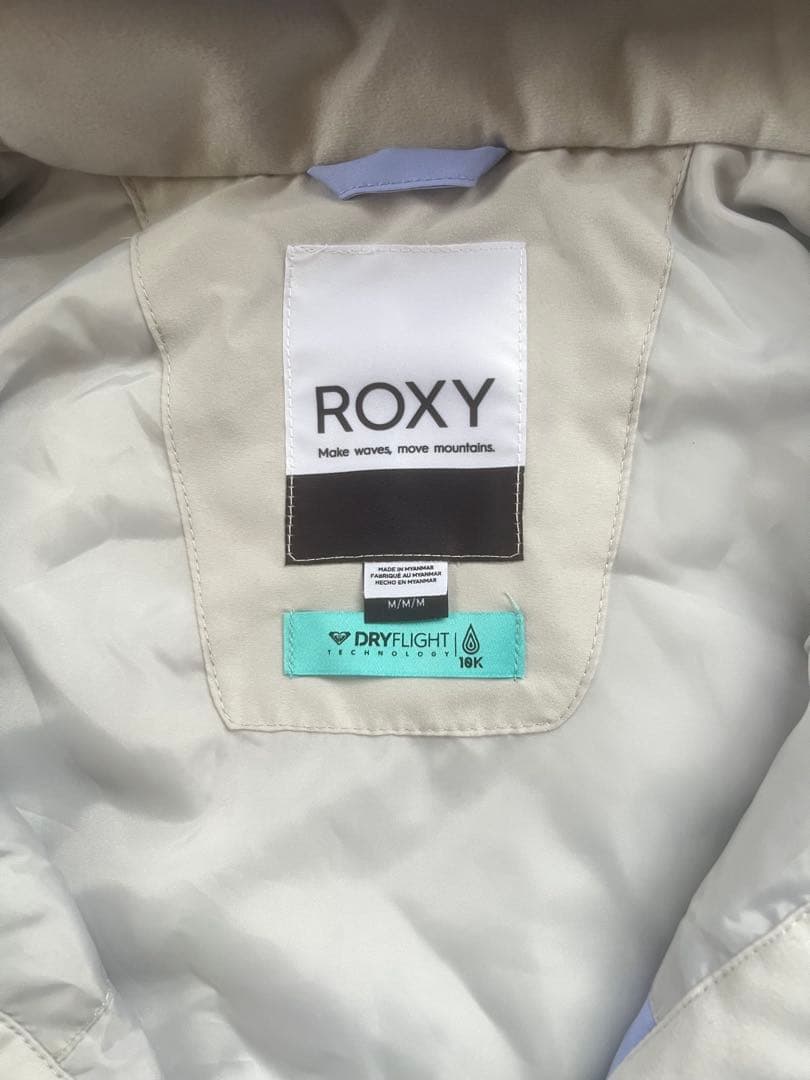 ROXY
Make waves, move mountains.
MADE IN MYANMAR
FABRIQUÉ AU MYANMAR
HECHO EN MYANMAR
M/M/M
DRYFLIGHT
TECHNOLOGY
10K